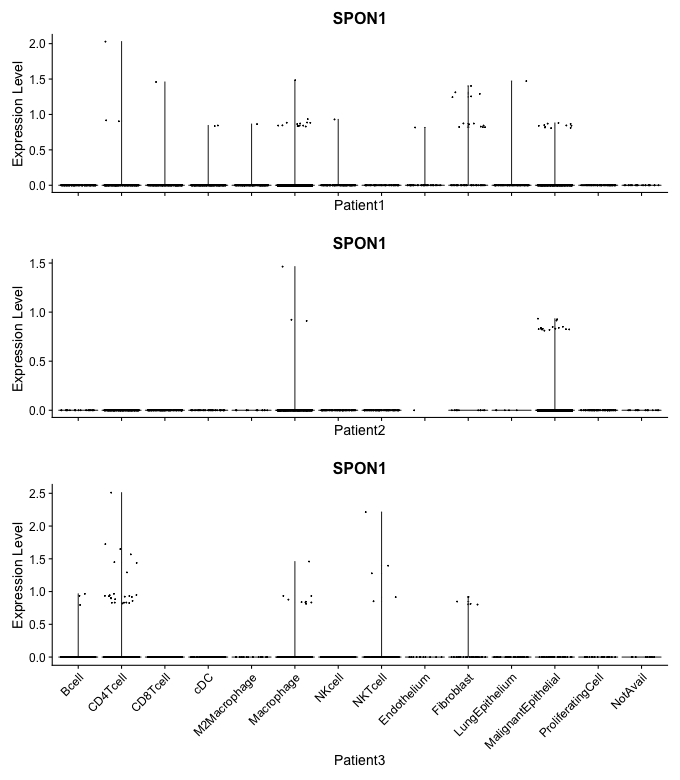 SPON1
Expression Level
2.0
1.5
1.0
0.5
0.0
Patient1
SPON1
Expression Level
1.5
1.0
0.5
0.0
Patient2
SPON1
Expression Level
2.5
2.0
1.5
1.0
0.5
0.0
Bcell
CD4Tcell
CD8Tcell
cDC
M2Macrophage
Macrophage
NKcell
NKTcell
Endothelium
Fibroblast
LungEpithelium
MalignantEpithelial
ProliferatingCell
NotAvail
Patient3